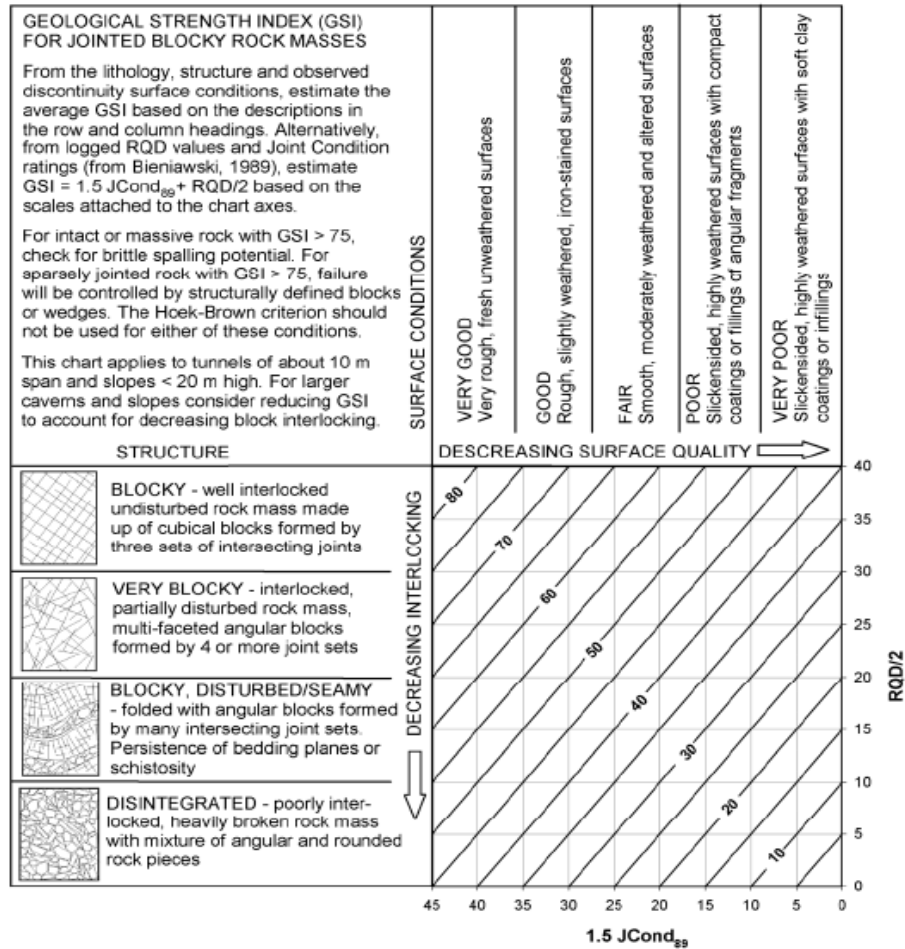 GEOLOGICAL STRENGTH INDEX (GSI)
FOR JOINTED BLOCKY ROCK MASSES
From the lithology, structure and observed
discontinuity surface conditions, estimate the
average GSI based on the descriptions in
the row and column headings. Alternatively,
from logged RQD values and Joint Condition
ratings (from Bieniawski, 1989), estimate
GSI = 1.5 JCond89 + RQD/2 based on the
scales attached to the chart axes.
For intact or massive rock with GSI > 75,
check for brittle spalling potential. For
sparsely jointed rock with GSI > 75, failure
will be controlled by structurally defined blocks
or wedges. The Hoek-Brown criterion should
not be used for either of these conditions.
This chart applies to tunnels of about 10 m
span and slopes < 20 m high. For larger
caverns and slopes consider reducing GSI
to account for decreasing block interlocking.
STRUCTURE
SURFACE CONDITIONS
VERY GOOD
Very rough, fresh unweathered surfaces
GOOD
Rough, slightly weathered, iron-stained surfaces
FAIR
Smooth, moderately weathered and altered surfaces
POOR
Slickensided, highly weathered surfaces with compact
coatings or fillings of angular fragments
VERY POOR
Slickensided, highly weathered surfaces with soft clay
coatings or infillings
DESCREASING SURFACE QUALITY
BLOCKY - well interlocked
undisturbed rock mass made
up of cubical blocks formed by
three sets of intersecting joints
VERY BLOCKY - interlocked,
partially disturbed rock mass,
multi-faceted angular blocks
formed by 4 or more joint sets
BLOCKY, DISTURBED/SEAMY
- folded with angular blocks formed
by many intersecting joint sets.
Persistence of bedding planes or
schistosity
DISINTEGRATED - poorly inter-
locked, heavily broken rock mass
with mixture of angular and rounded
rock pieces
DECREASING INTERLOCKING
80
70
60
50
40
30
20
10
40
35
30
25
20
15
10
5
0
RQD/2
45 40 35 30 25 20 15 10 5 0
1.5 JCond89